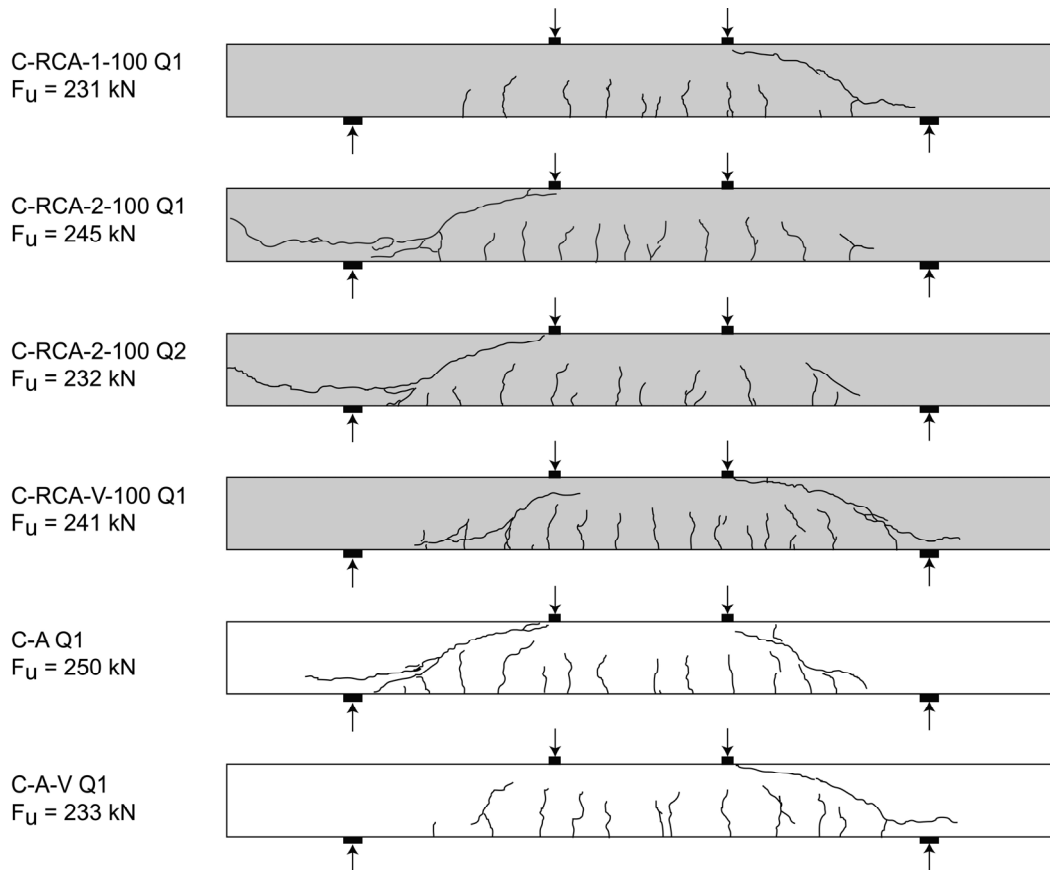 C-RCA-1-100 Q1
Fu = 231 kN
C-RCA-2-100 Q1
Fu = 245 kN
C-RCA-2-100 Q2
Fu = 232 kN
C-RCA-V-100 Q1
Fu = 241 kN
C-A Q1
Fu = 250 kN
C-A-V Q1
Fu = 233 kN